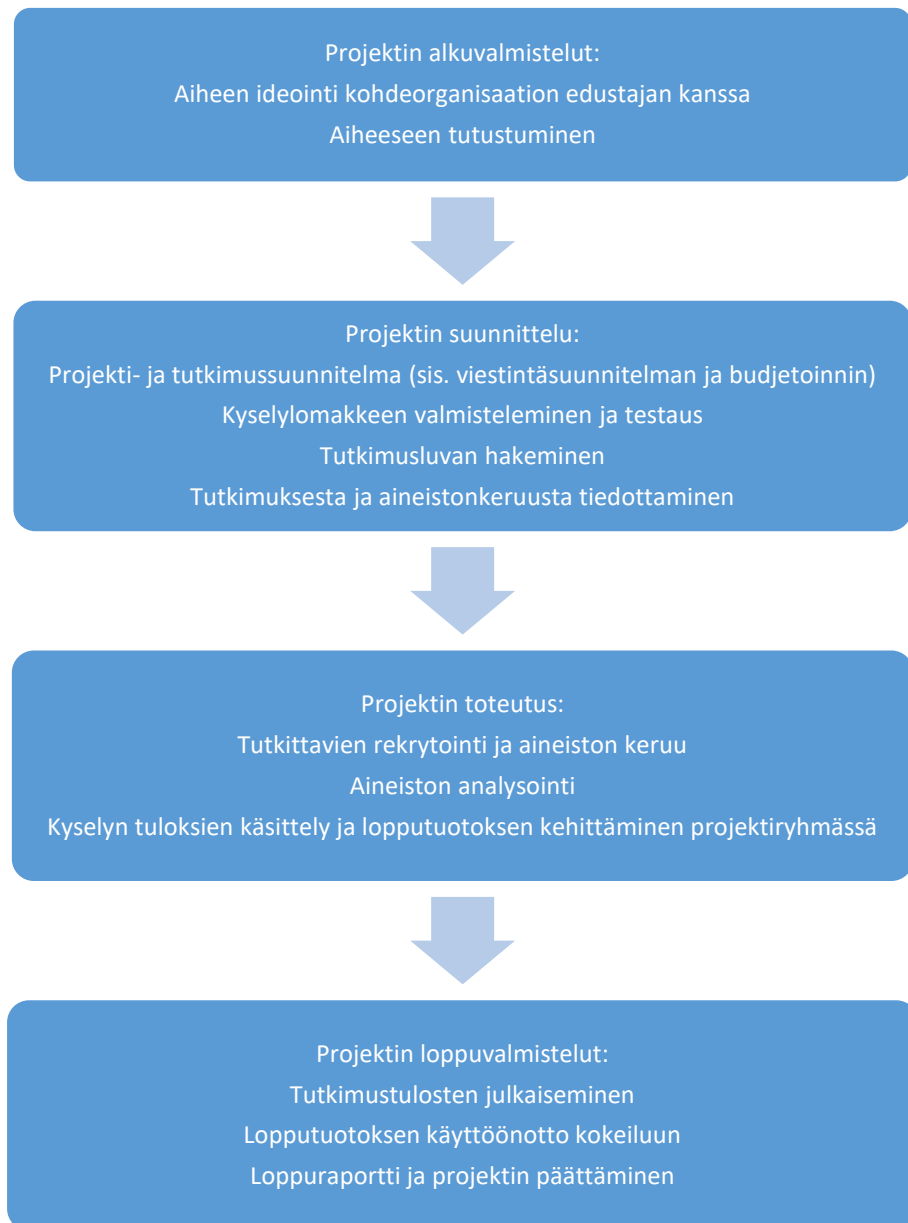 Projektin alkuvalmistelut:
Aiheen ideointi kohdeorganisaation edustajan kanssa
Aiheeseen tutustuminen
Projektin suunnittelu:
Projekti- ja tutkimussuunnitelma (sis. viestintäsuunnitelman ja budjetoinnin)
Kyselylomakkeen valmisteleminen ja testaus
Tutkimusluvan hakeminen
Tutkimuksesta ja aineistonkeruusta tiedottaminen
Projektin toteutus:
Tutkittavien rekrytointi ja aineiston keruu
Aineiston analysointi
Kyselyn tuloksien käsittely ja lopputuotoksen kehittäminen projektiryhmässä
Projektin loppuvalmistelut:
Tutkimustulosten julkaiseminen
Lopputuotoksen käyttöönotto kokeiluun
Loppuraportti ja projektin päättäminen